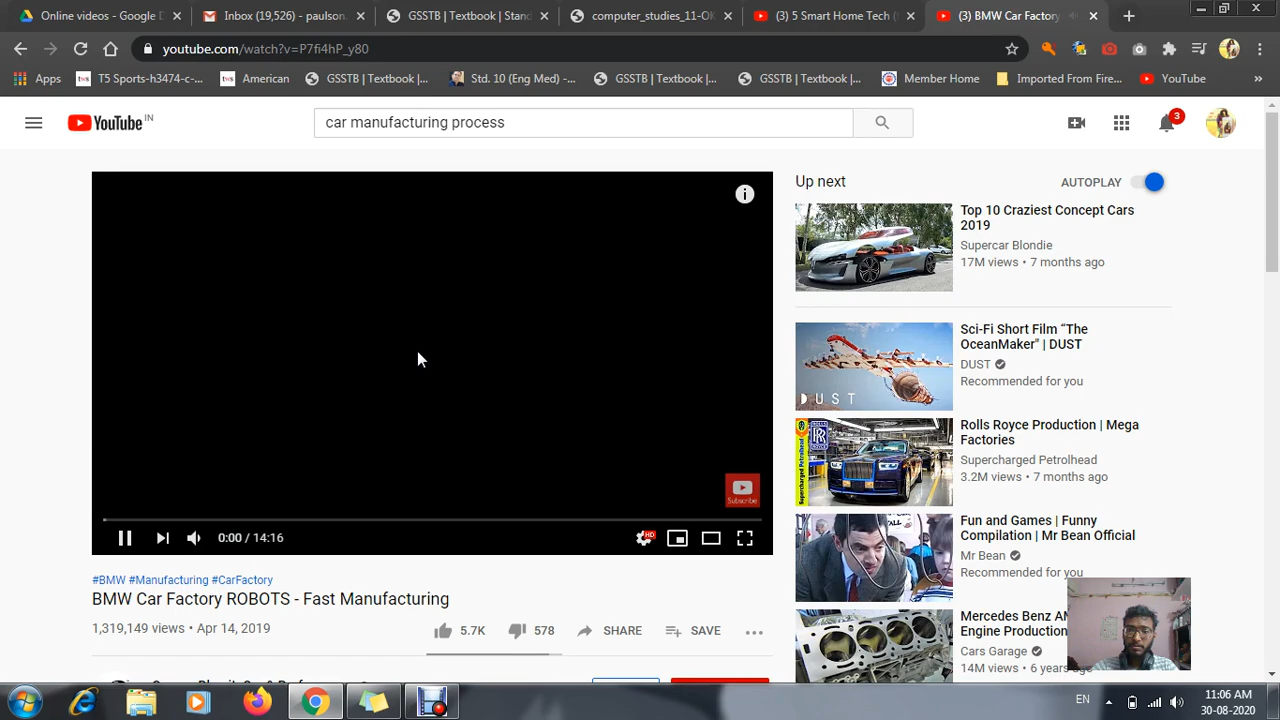 Online videos - Google D
Inbox (19,526) - paulson.
GSSTB | Textbook | Stand
computer_studies_11-OK
(3) 5 Smart Home Tech (
(3) BMW Car Factory
youtube.com/watch?v=P7fi4hP_y80
Apps
T5 Sports-h3474-c-...
American
GSSTB | Textbook |...
Std. 10 (Eng Med) -...
GSSTB | Textbook |...
GSSTB | Textbook |...
Member Home
Imported From Fire...
YouTube
»
YouTube IN
car manufacturing process
3
Up next
AUTOPLAY
Top 10 Craziest Concept Cars
2019
Supercar Blondie
17M views • 7 months ago
Sci-Fi Short Film “The
OceanMaker" | DUST
DUST
Recommended for you
DUST
Rolls Royce Production | Mega
Factories
Supercharged Petrolhead
3.2M views • 7 months ago
Supercharged Petrolhead
Subscribe
0:00 / 14:16
HD
Fun and Games | Funny
Compilation | Mr Bean Official
Mr Bean
Recommended for you
#BMW #Manufacturing #CarFactory
BMW Car Factory ROBOTS - Fast Manufacturing
1,319,149 views • Apr 14, 2019
5.7K
578
SHARE
SAVE
Mercedes Benz AM
Engine Production
Cars Garage
14M views • 6 years
EN
11:06 AM
30-08-2020